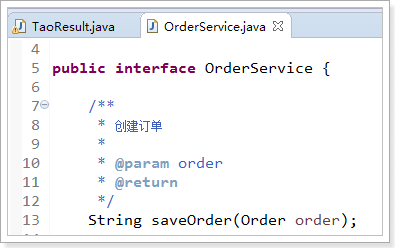 TaoResult.java OrderService.java
4
5 public interface OrderService {
6
7 /**
8 * 创建订单
9 *
10 * @param order
11 * @return
12 */
13 String saveOrder(Order order);